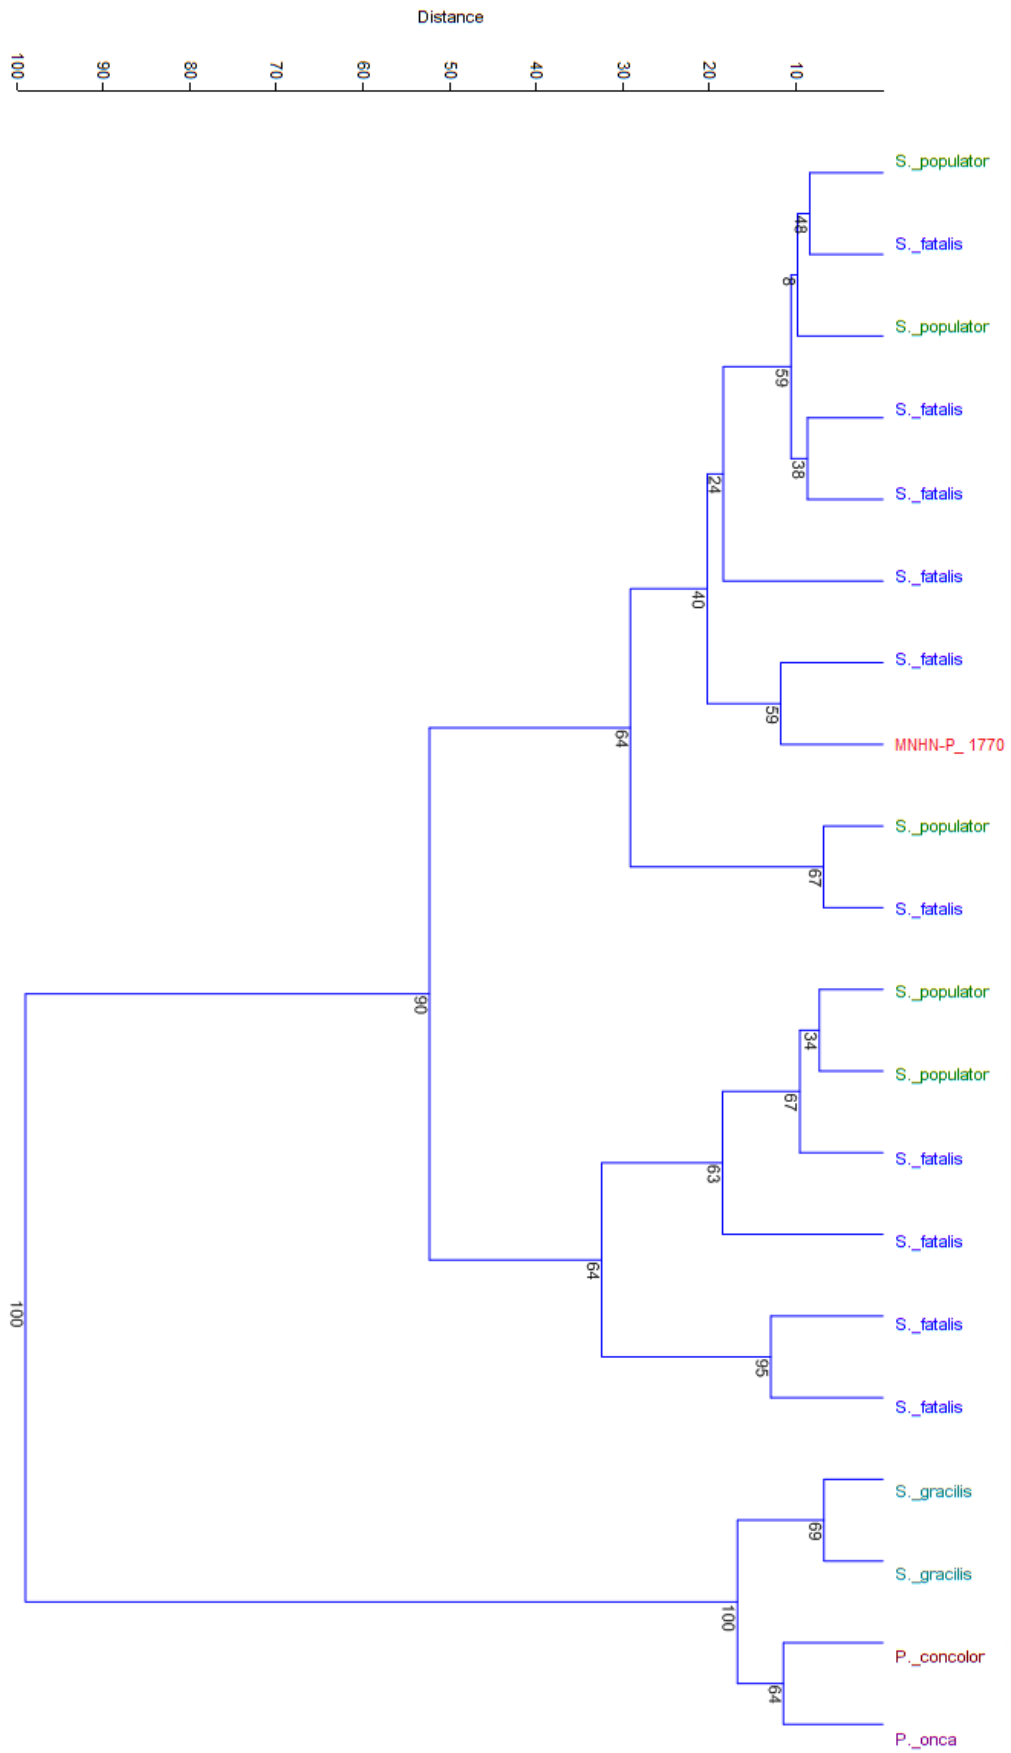 Distance
100
90
80
70
60
50
40
30
20
10
S._populator
S._fatalis
S._populator
S._fatalis
S._fatalis
S._fatalis
S._fatalis
MNHN-P_ 1770
S._populator
S._fatalis
S._populator
S._populator
S._fatalis
S._fatalis
S._fatalis
S._fatalis
S._gracilis
S._gracilis
P._concolor
P._onca
48
8
59
38
24
40
59
64
67
90
34
67
63
64
95
100
69
100
64